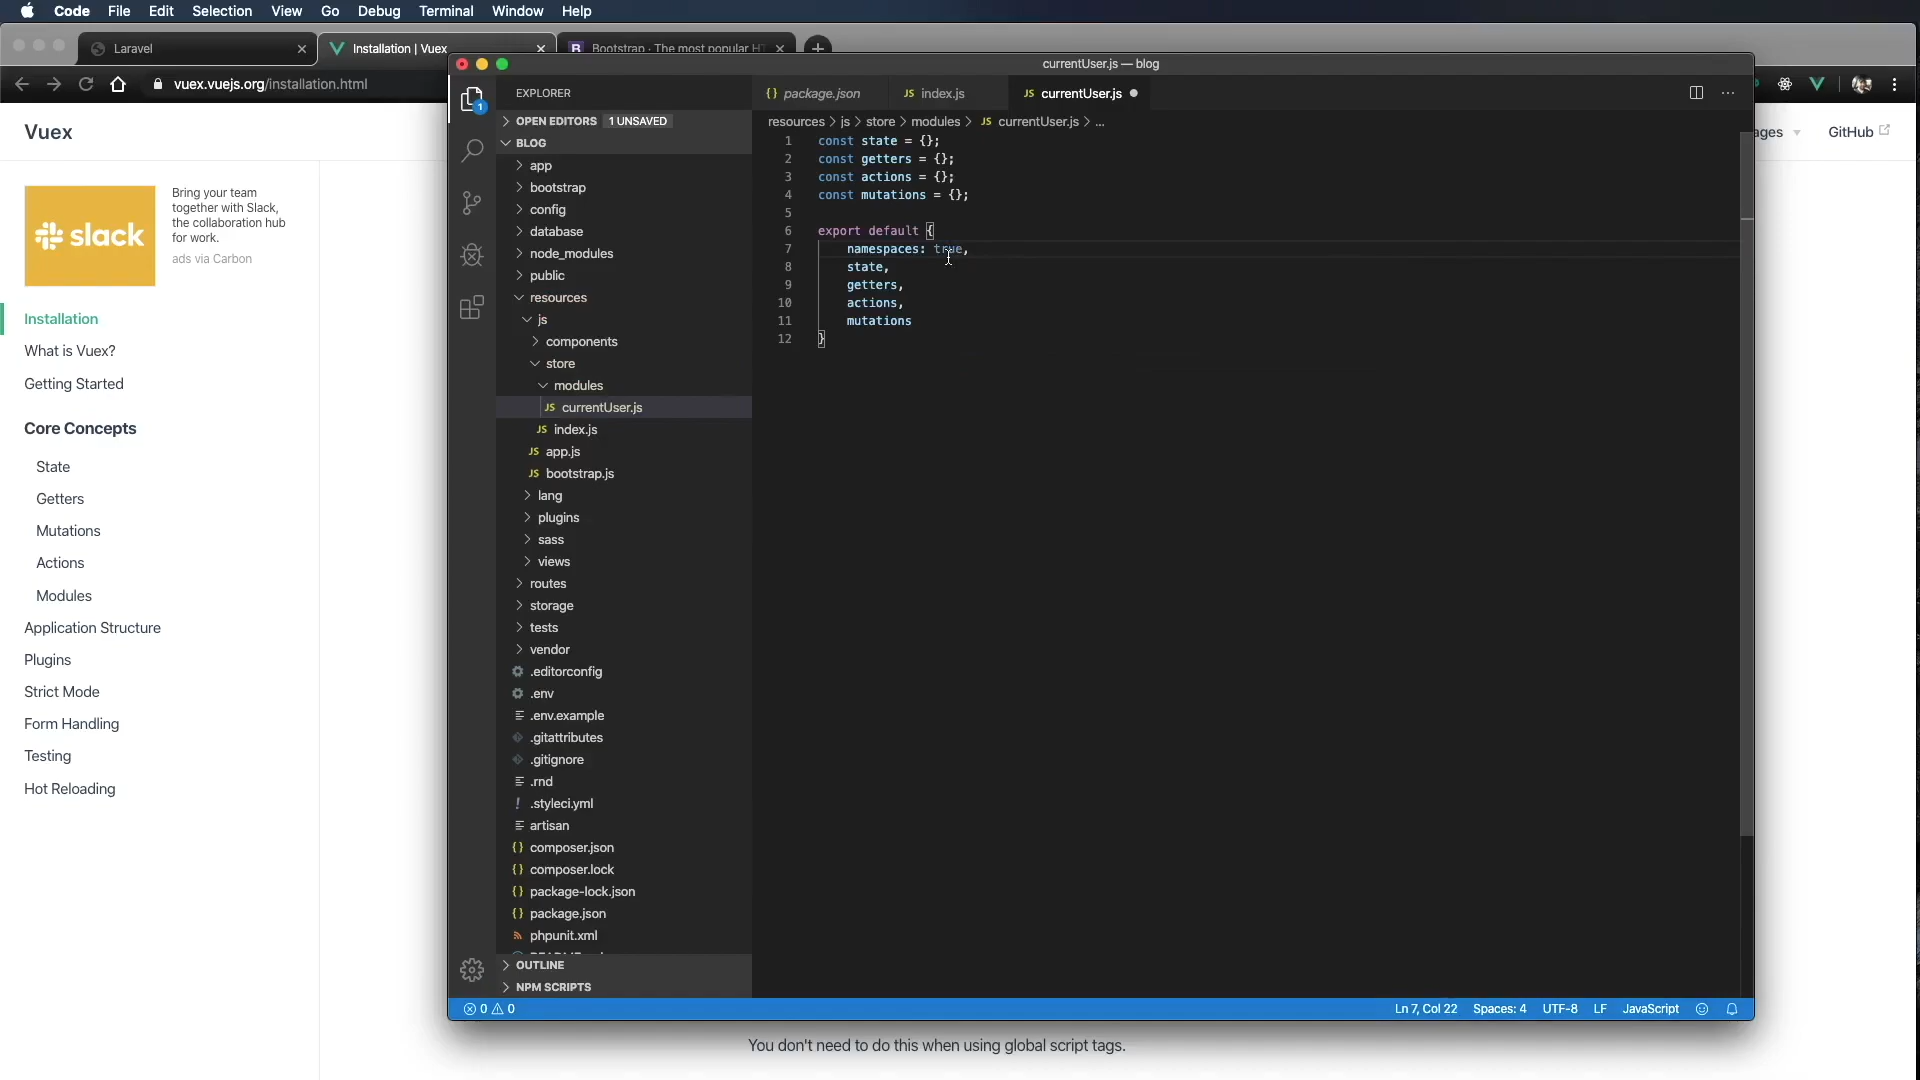 Code File Edit Selection View Go Debug Terminal Window Help
Laravel
Installation | Vuex
Bootstrap · The most popular HT
vuex.vuejs.org/installation.html
currentUser.js — blog
Vuex
ages
GitHub
Bring your team
together with Slack,
the collaboration hub
for work.
ads via Carbon
slack
Installation
What is Vuex?
Getting Started
Core Concepts
State
Getters
Mutations
Actions
Modules
Application Structure
Plugins
Strict Mode
Form Handling
Testing
Hot Reloading
1
EXPLORER
OPEN EDITORS 1 UNSAVED
BLOG
app
bootstrap
config
database
node_modules
public
resources
js
components
store
modules
JS currentUser.js
JS index.js
JS app.js
JS bootstrap.js
lang
plugins
sass
views
routes
storage
tests
vendor
.editorconfig
.env
.env.example
.gitattributes
.gitignore
.rnd
! .styleci.yml
artisan
{} composer.json
{} composer.lock
{} package-lock.json
{} package.json
phpunit.xml
OUTLINE
NPM SCRIPTS
{} package.json
JS index.js
JS currentUser.js
resources > js > store > modules > JS currentUser.js > ...
1 const state = {};
2 const getters = {};
3 const actions = {};
4 const mutations = {};
5
6 export default {
7 namespaces: true,
8 state,
9 getters,
10 actions,
11 mutations
12 }
0 0
Ln 7, Col 22 Spaces: 4 UTF-8 LF JavaScript
You don't need to do this when using global script tags.